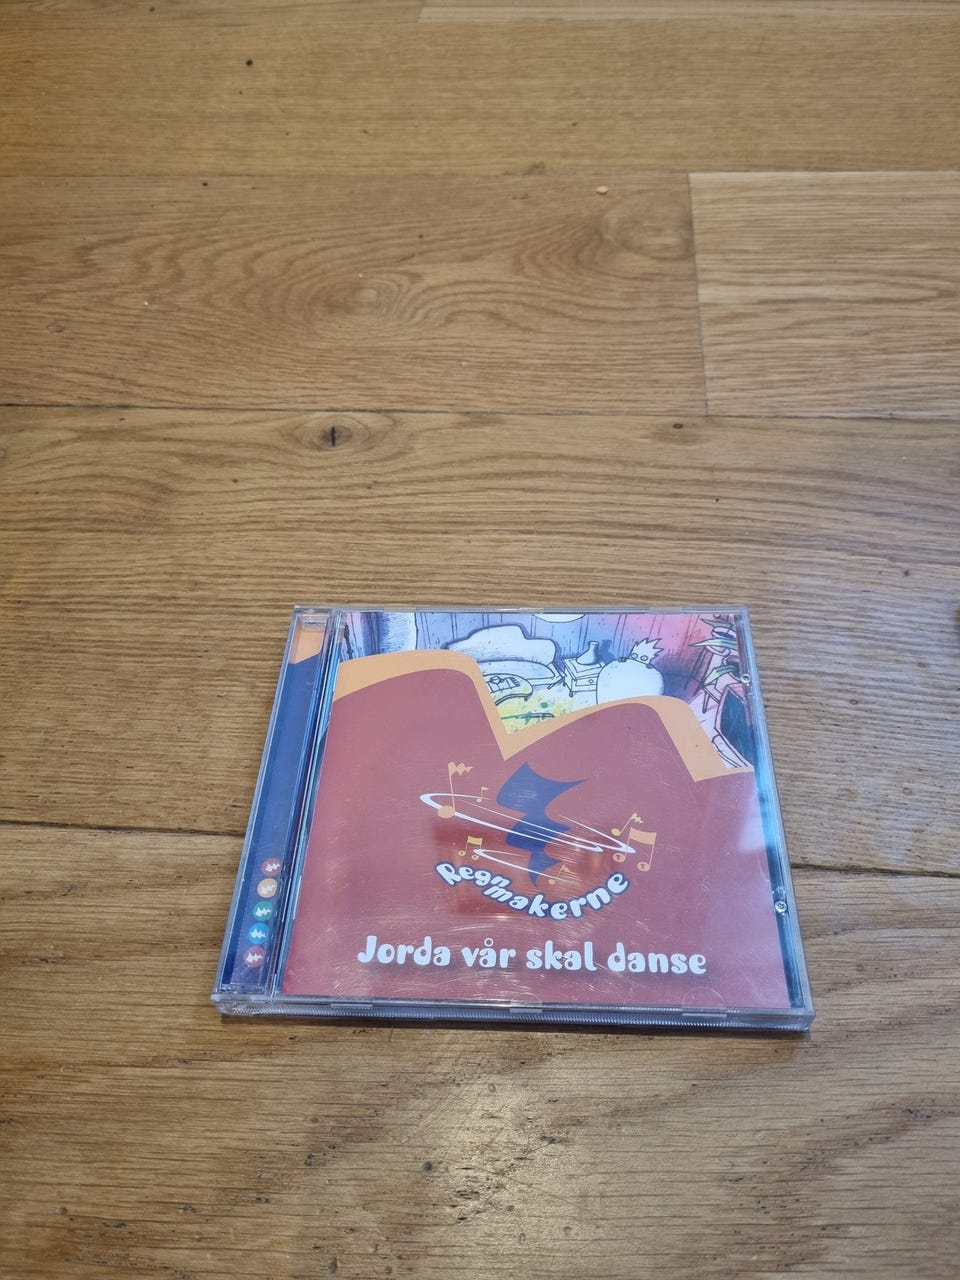 Regnmakerne
Jorda vår skal danse